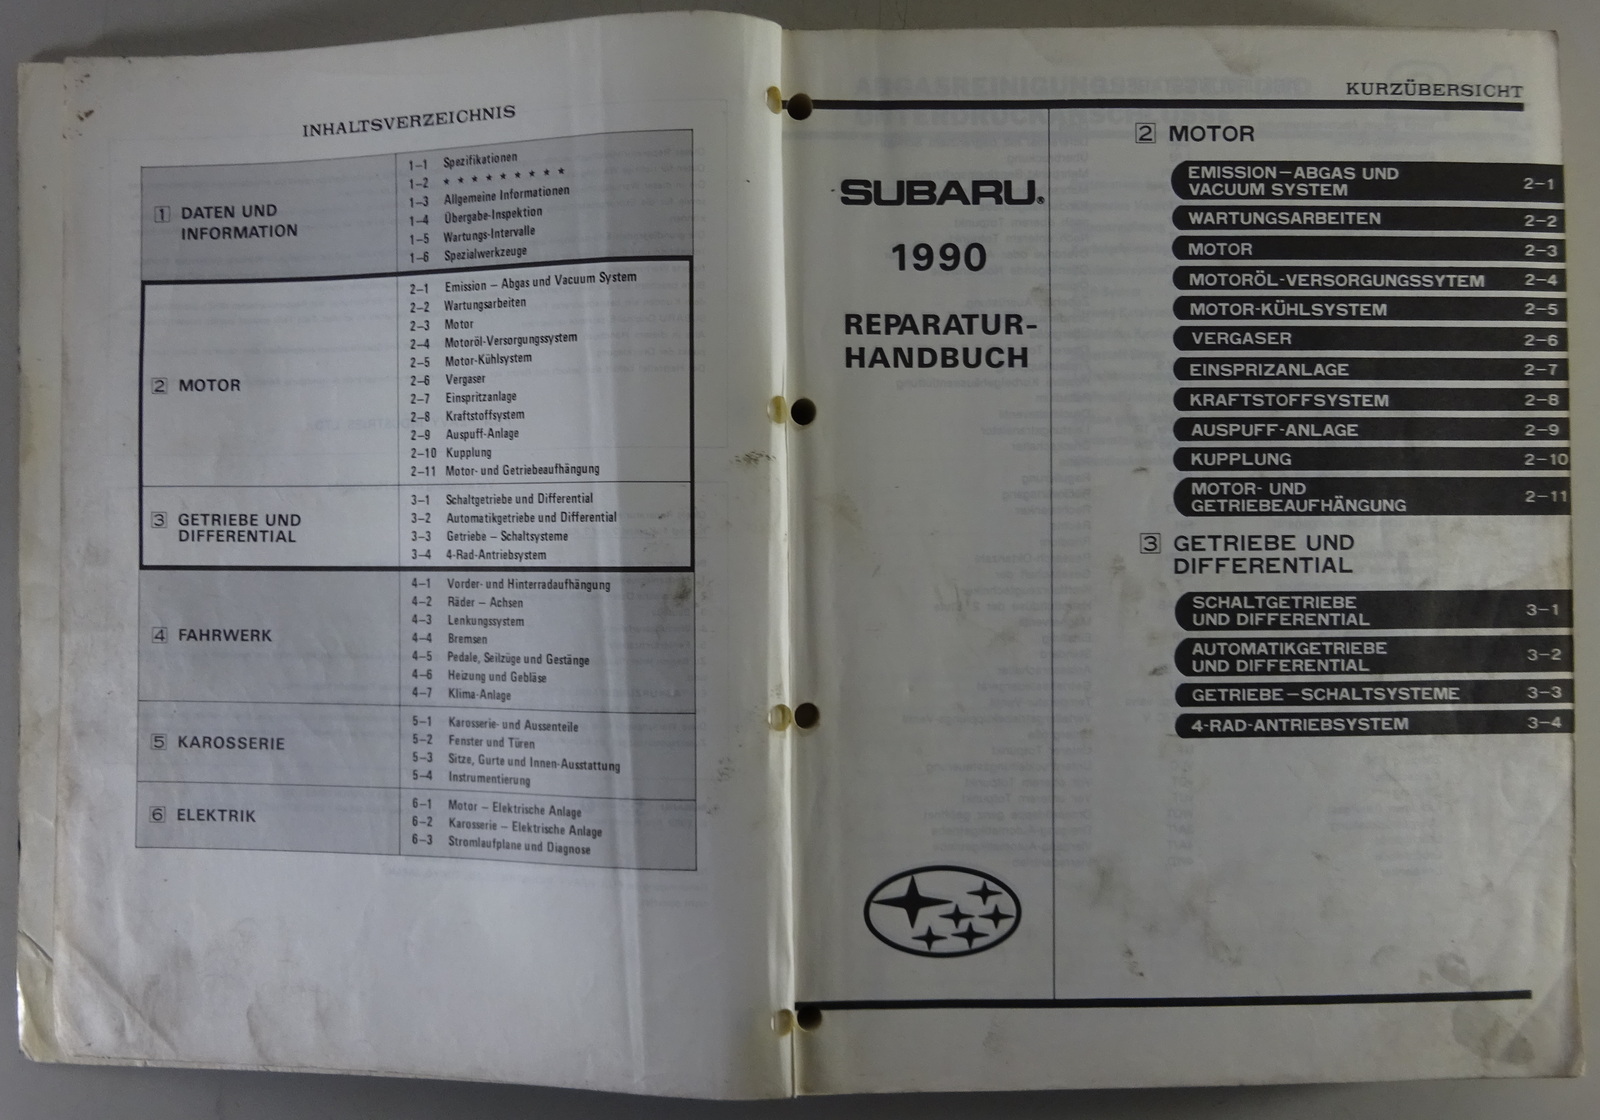 INHALTSVERZEICHNIS
1 DATEN UND
INFORMATION
1–1 Spezifikationen
1–2 * * * * * * * * *
1–3 Allgemeine Informationen
1–4 Übergabe-Inspektion
1–5 Wartungs-Intervalle
1–6 Spezialwerkzeuge
2 MOTOR
2–1 Emission – Abgas und Vacuum System
2–2 Wartungsarbeiten
2–3 Motor
2–4 Motoröl-Versorgungssystem
2–5 Motor-Kühlsystem
2–6 Vergaser
2–7 Einspritzanlage
2–8 Kraftstoffsystem
2–9 Auspuff-Anlage
2–10 Kupplung
2–11 Motor- und Getriebeaufhängung
3 GETRIEBE UND
DIFFERENTIAL
3–1 Schaltgetriebe und Differential
3–2 Automatikgetriebe und Differential
3–3 Getriebe – Schaltsysteme
3–4 4-Rad-Antriebsystem
4 FAHRWERK
4–1 Vorder- und Hinterradaufhängung
4–2 Räder – Achsen
4–3 Lenkungssystem
4–4 Bremsen
4–5 Pedale, Seilzüge und Gestänge
4–6 Heizung und Gebläse
4–7 Klima-Anlage
5 KAROSSERIE
5–1 Karosserie- und Aussenteile
5–2 Fenster und Türen
5–3 Sitze, Gurte und Innen-Ausstattung
5–4 Instrumentierung
6 ELEKTRIK
6–1 Motor – Elektrische Anlage
6–2 Karosserie – Elektrische Anlage
6–3 Stromlaufplane und Diagnose
SUBARU®
1990
REPARATUR-
HANDBUCH
KURZÜBERSICHT
2 MOTOR
EMISSION–ABGAS UND
VACUUM SYSTEM 2–1
WARTUNGSARBEITEN 2–2
MOTOR 2–3
MOTORÖL-VERSORGUNGSSYTEM 2–4
MOTOR-KÜHLSYSTEM 2–5
VERGASER 2–6
EINSPRIZANLAGE 2–7
KRAFTSTOFFSYSTEM 2–8
AUSPUFF-ANLAGE 2–9
KUPPLUNG 2–10
MOTOR- UND
GETRIEBEAUFHÄNGUNG 2–11
3 GETRIEBE UND
DIFFERENTIAL
SCHALTGETRIEBE
UND DIFFERENTIAL 3–1
AUTOMATIKGETRIEBE
UND DIFFERENTIAL 3–2
GETRIEBE–SCHALTSYSTEME 3–3
4-RAD-ANTRIEBSYSTEM 3–4